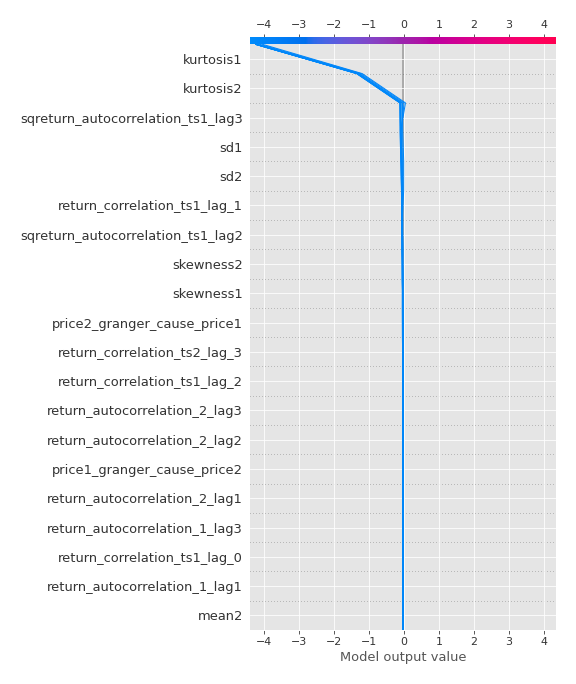 −4 −3 −2 −1 0 1 2 3 4
kurtosis1
kurtosis2
sqreturn_autocorrelation_ts1_lag3
sd1
sd2
return_correlation_ts1_lag_1
sqreturn_autocorrelation_ts1_lag2
skewness2
skewness1
price2_granger_cause_price1
return_correlation_ts2_lag_3
return_correlation_ts1_lag_2
return_autocorrelation_2_lag3
return_autocorrelation_2_lag2
price1_granger_cause_price2
return_autocorrelation_2_lag1
return_autocorrelation_1_lag3
return_correlation_ts1_lag_0
return_autocorrelation_1_lag1
mean2
−4 −3 −2 −1 0 1 2 3 4
Model output value